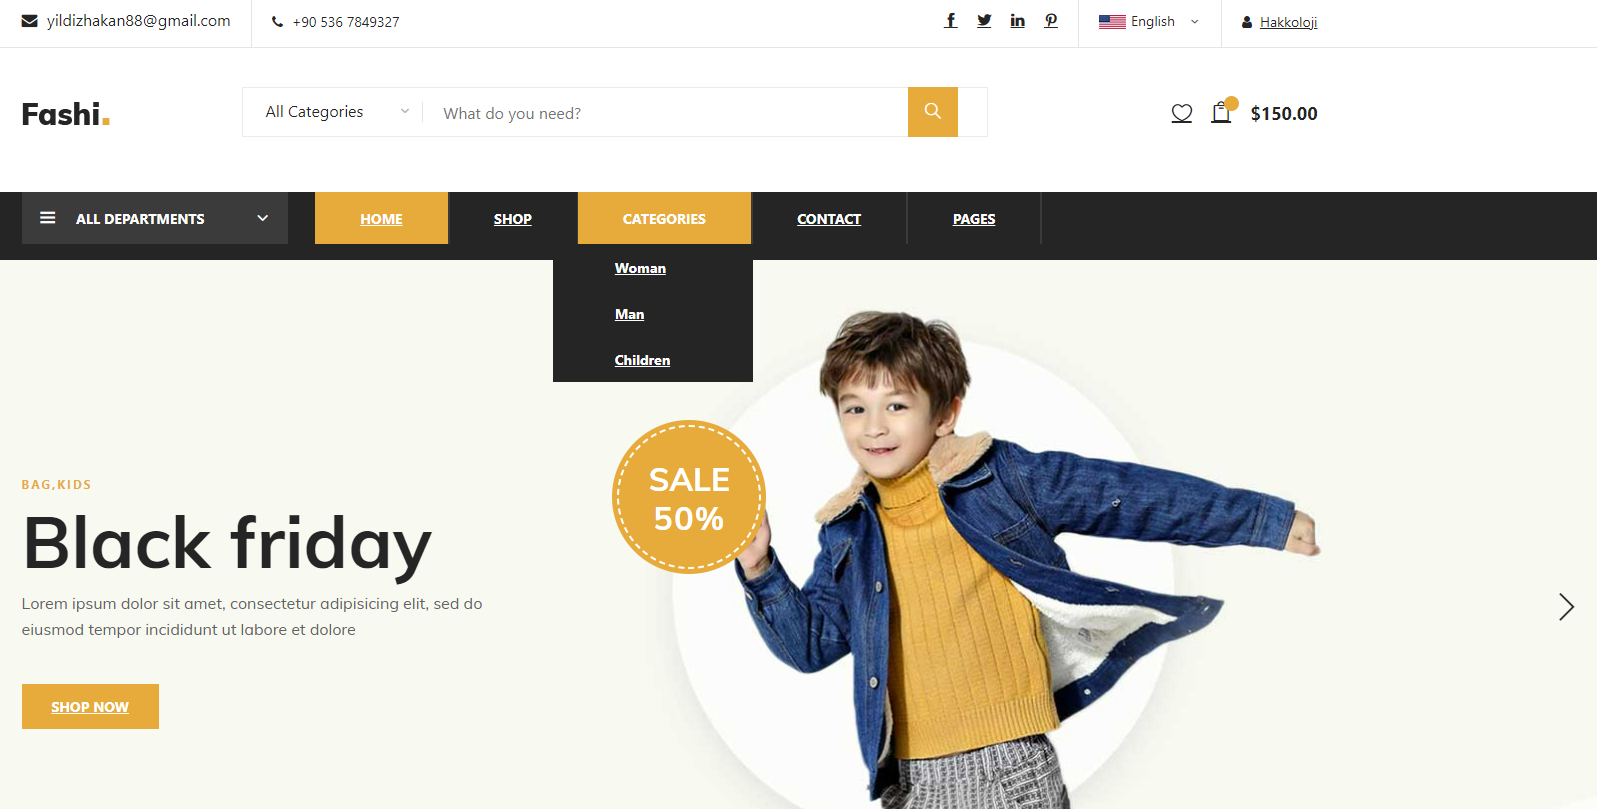 yildizhakan88@gmail.com
+90 536 7849327
English
Hakkoloji
Fashi.
All Categories
What do you need?
$150.00
ALL DEPARTMENTS
HOME
SHOP
CATEGORIES
CONTACT
PAGES
Woman
Man
Children
SALE
50%
BAG,KIDS
Black friday
Lorem ipsum dolor sit amet, consectetur adipisicing elit, sed do
eiusmod tempor incididunt ut labore et dolore
SHOP NOW